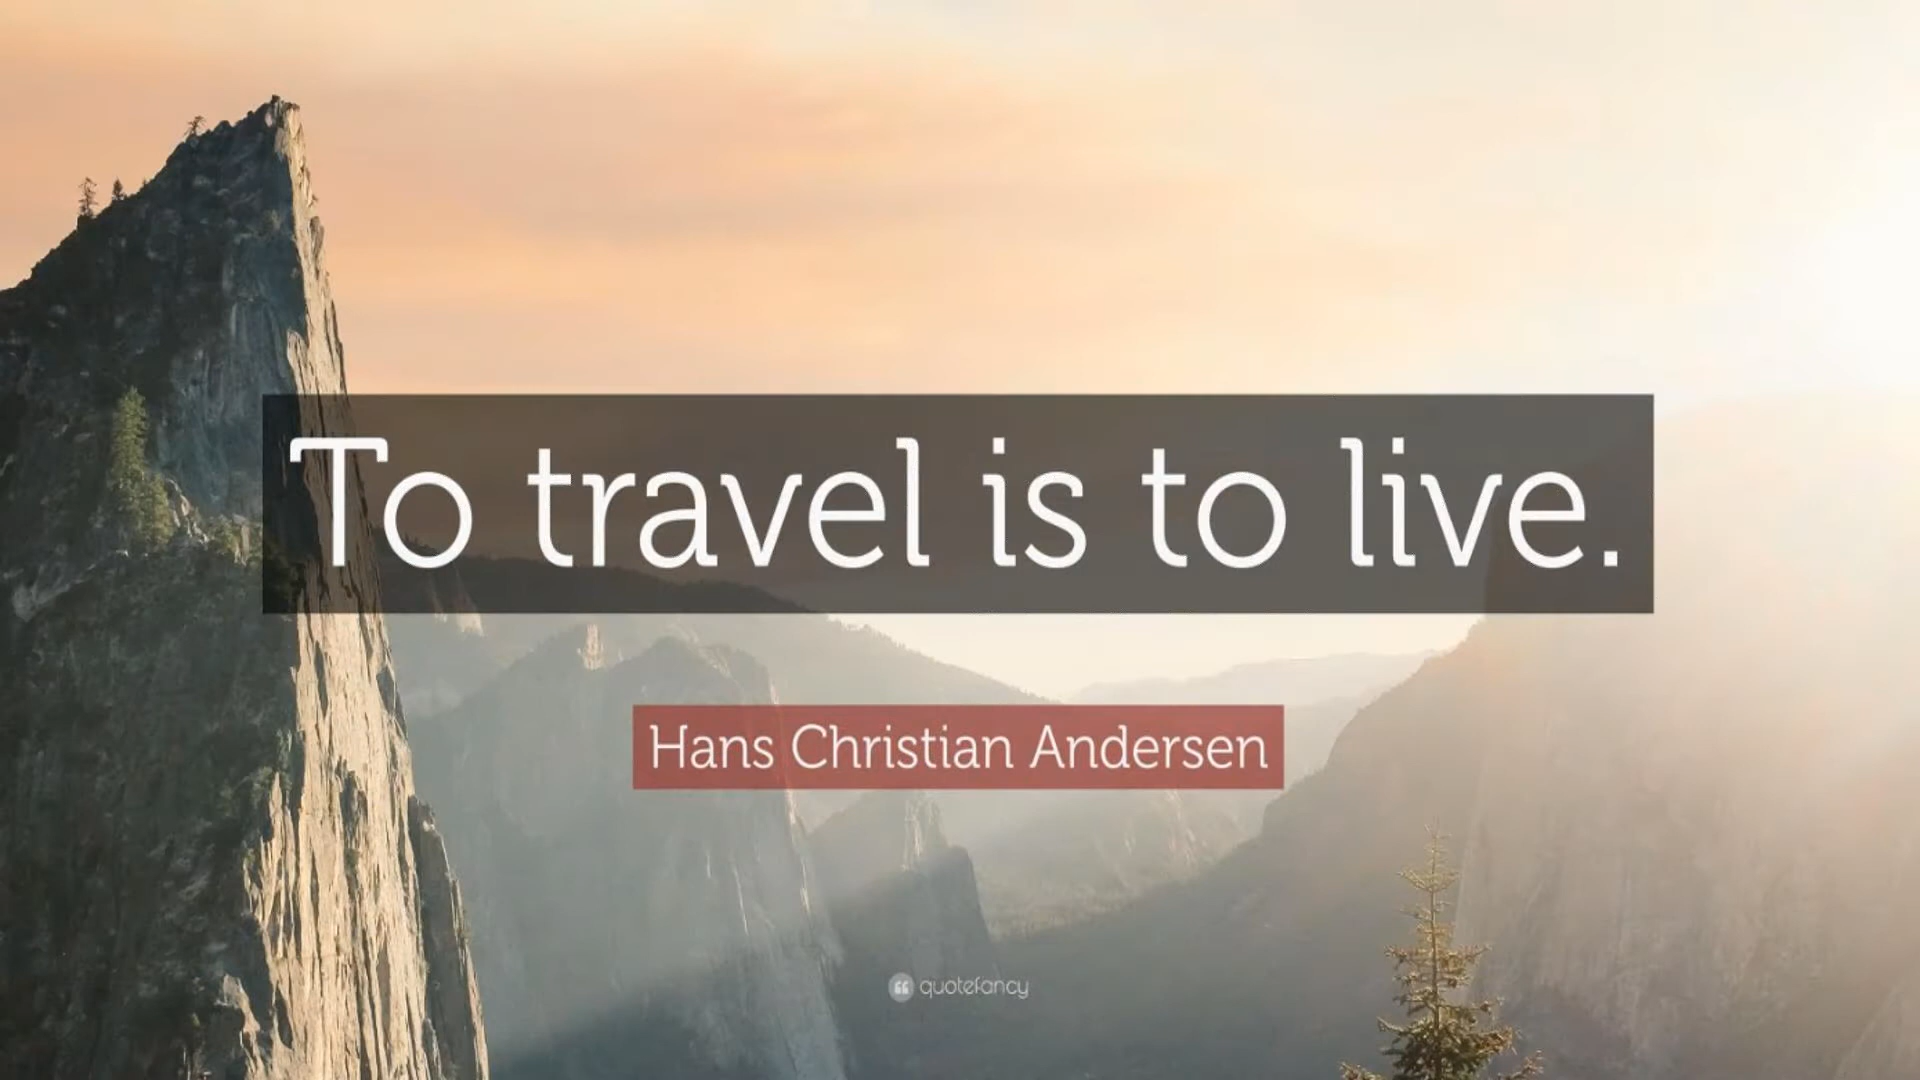 To travel is to live.
Hans Christian Andersen
quotefancy